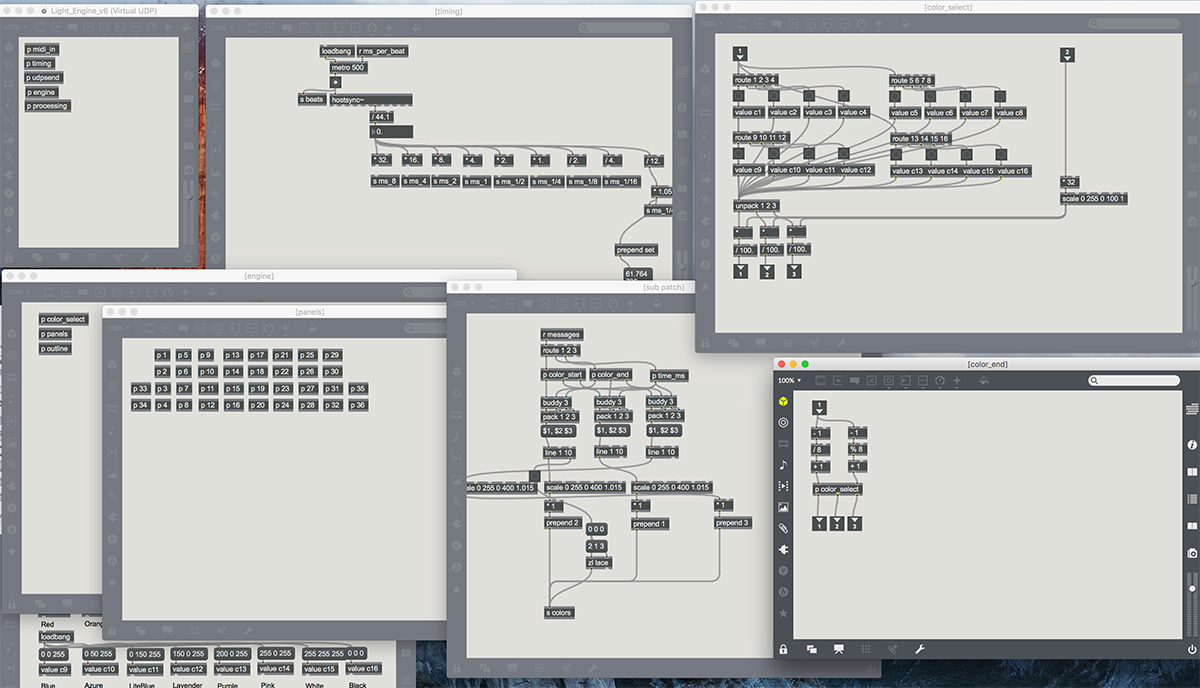 Light_Engine_v6 (Virtual UDP)
p midi_in
p timing
p udpsend
p engine
p processing
[timing]
loadbang r ms_per_beat
metro 500
s beats hostsync~
/ 44.1
0.
* 32. * 16. * 8. * 4. * 2. * 1. / 2. / 4. / 12.
s ms_8 s ms_4 s ms_2 s ms_1 s ms_1/2 s ms_1/4 s ms_1/8 s ms_1/16
* 1.05
s ms_1/
prepend set
61.764
[color_select]
1 2
route 1 2 3 4 route 5 6 7 8
value c1 value c2 value c3 value c4 value c5 value c6 value c7 value c8
route 9 10 11 12 route 13 14 15 16
value c9 value c10 value c11 value c12 value c13 value c14 value c15 value c16
* 32
scale 0 255 0 100 1
unpack 1 2 3
* * *
/ 100. / 100. / 100.
1 2 3
[engine]
100%
p color_select
p panels
p outline
[panels]
100%
p 1 p 5 p 9 p 13 p 17 p 21 p 25 p 29
p 2 p 6 p 10 p 14 p 18 p 22 p 26 p 30
p 33 p 3 p 7 p 11 p 15 p 19 p 23 p 27 p 31 p 35
p 34 p 4 p 8 p 12 p 16 p 20 p 24 p 28 p 32 p 36
[sub patch]
r messages
route 1 2 3
p color_start p color_end p time_ms
buddy 3 buddy 3 buddy 3
pack 1 2 3 pack 1 2 3 pack 1 2 3
$1, $2 $3 $1, $2 $3 $1, $2 $3
line 1 10 line 1 10 line 1 10
ale 0 255 0 400 1.015 scale 0 255 0 400 1.015 scale 0 255 0 400 1.015
* 1 * 1 * 1
prepend 2 prepend 1 prepend 3
0 0 0
2 1 3
zl lace
s colors
[color_end]
100%
1
- 1 - 1
/ 8 % 8
+ 1 + 1
p color_select
1 2 3
Red Orang
loadbang
0 0 255 0 50 255 0 150 255 150 0 255 200 0 255 255 0 255 255 255 255 0 0 0
value c9 value c10 value c11 value c12 value c13 value c14 value c15 value c16
Blue Azure LiteBlue Lavender Purple Pink White Black